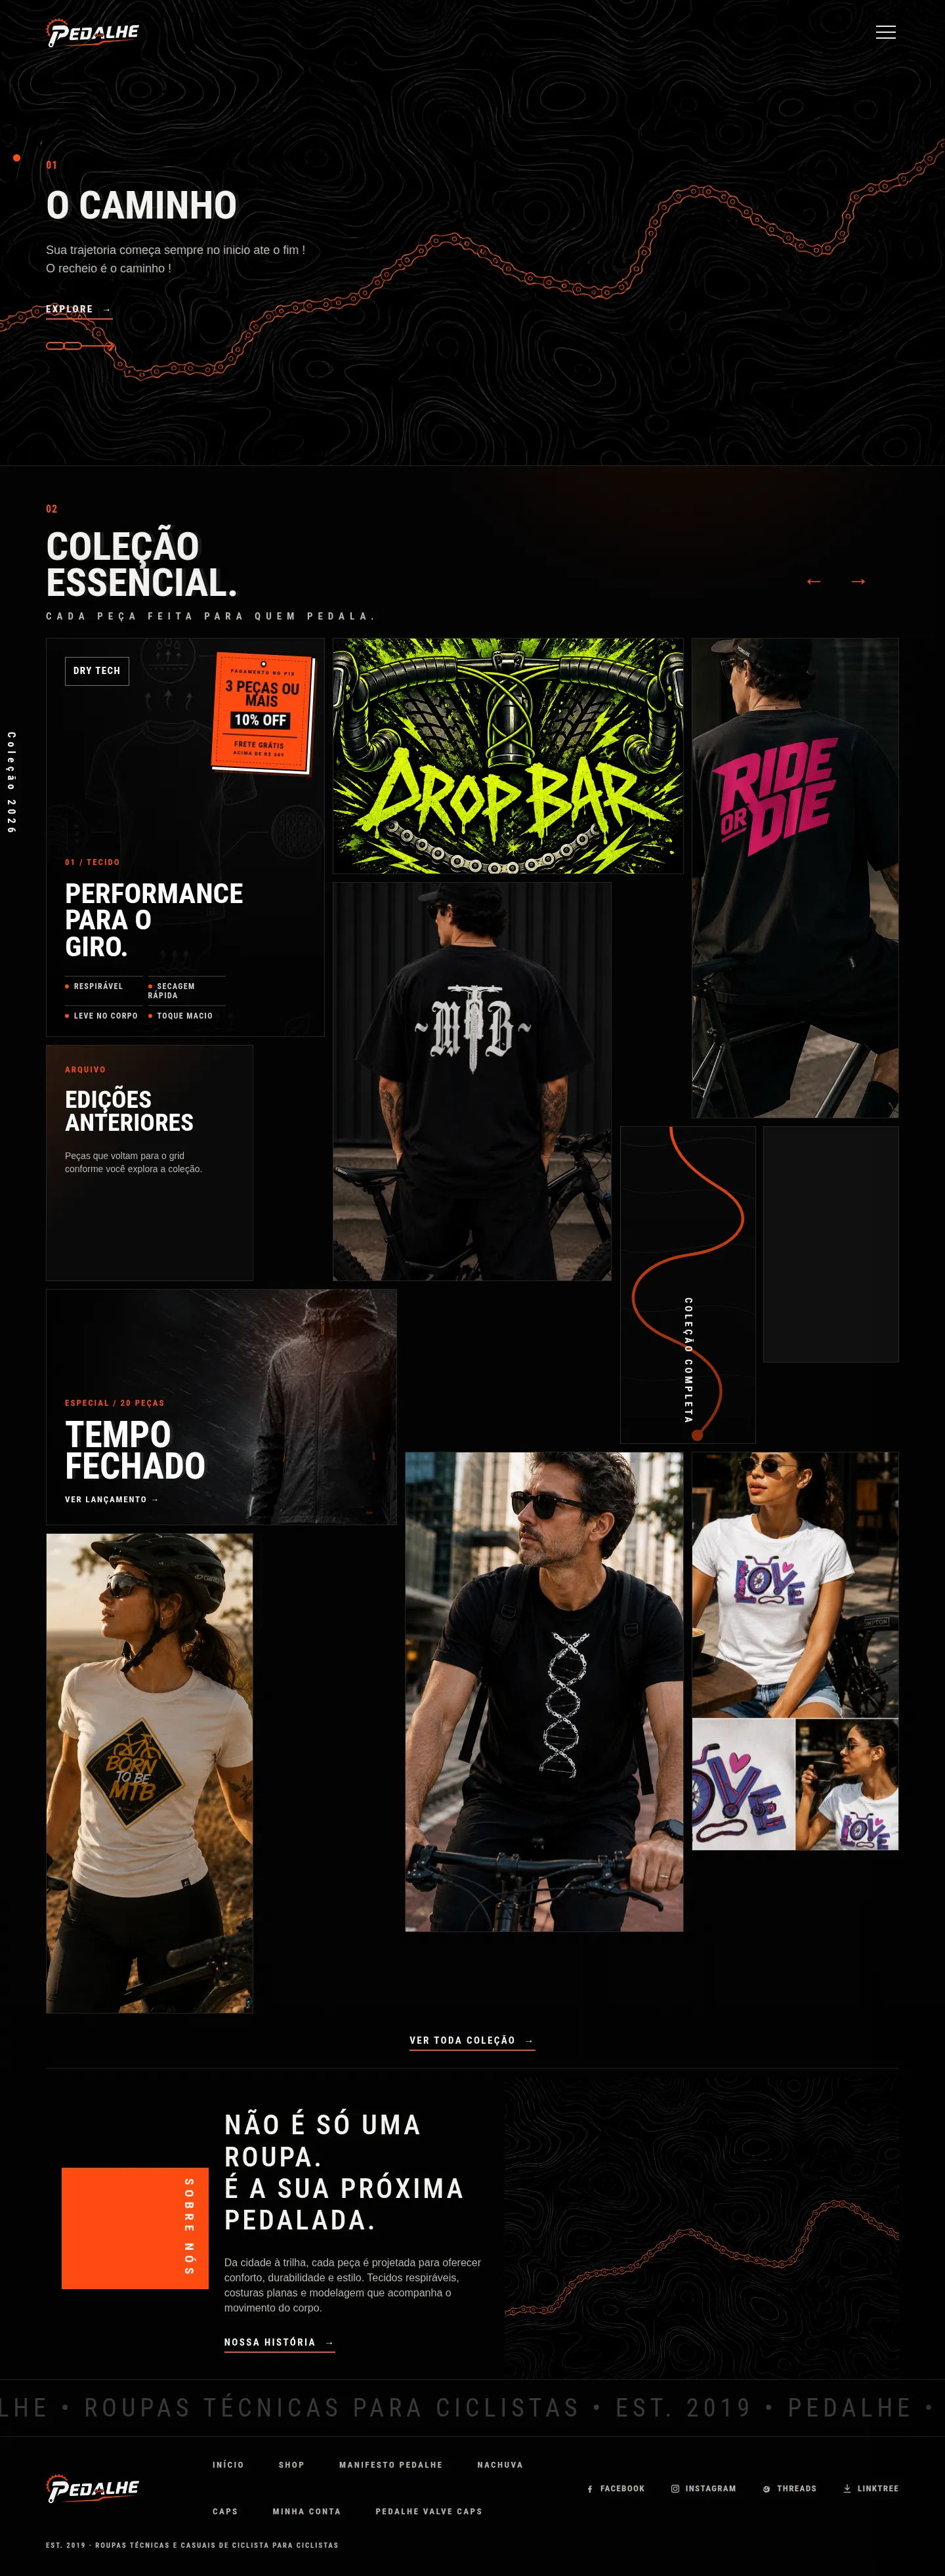 PEDALHE
01
O CAMINHO
Sua trajetoria começa sempre no inicio ate o fim !
O recheio é o caminho !
EXPLORE →
02
COLEÇÃO
ESSENCIAL.
CADA PEÇA FEITA PARA QUEM PEDALA.
← →
Coleção 2026
DRY TECH
PAGAMENTO NO PIX
3 PEÇAS OU
MAIS
10% OFF
FRETE GRÁTIS
01 / TECIDO
PERFORMANCE
PARA O
GIRO.
RESPIRÁVEL
SECAGEM
RÁPIDA
LEVE NO CORPO
TOQUE MACIO
DROP BAR
RIDE
OR DIE
MTB
ARQUIVO
EDIÇÕES
ANTERIORES
Peças que voltam para o grid
conforme você explora a coleção.
COLEÇÃO COMPLETA
ESPECIAL / 20 PEÇAS
TEMPO
FECHADO
VER LANÇAMENTO →
BORN
TO BE
MTB
LOVE
LOVE
LOVE
VER TODA COLEÇÃO →
SOBRE NÓS
NÃO É SÓ UMA
ROUPA.
É A SUA PRÓXIMA
PEDALADA.
Da cidade à trilha, cada peça é projetada para oferecer
conforto, durabilidade e estilo. Tecidos respiráveis,
costuras planas e modelagem que acompanha o
movimento do corpo.
NOSSA HISTÓRIA →
LHE • ROUPAS TÉCNICAS PARA CICLISTAS • EST. 2019 • PEDALHE •
PEDALHE
INÍCIO SHOP MANIFESTO PEDALHE NACHUVA
CAPS MINHA CONTA PEDALHE VALVE CAPS
FACEBOOK INSTAGRAM THREADS LINKTREE
EST. 2019 · ROUPAS TÉCNICAS E CASUAIS DE CICLISTA PARA CICLISTAS